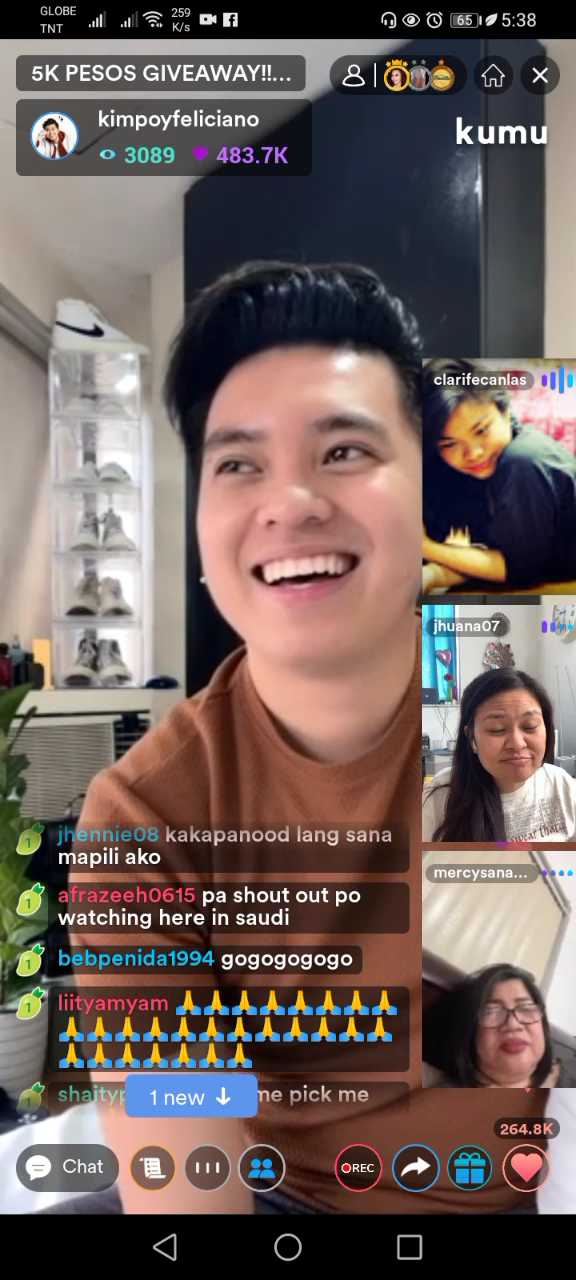 GLOBE
TNT
259
K/s
65
5:38
5K PESOS GIVEAWAY!!...
kimpoyfeliciano
3089 483.7K
kumu
clarifecanlas
jhuana07
mercysana...
jhennie08 kakapanood lang sana
mapili ako
afrazeeh0615 pa shout out po
watching here in saudi
bebpenida1994 gogogogogo
liityamyam 🙏🙏🙏🙏🙏🙏🙏🙏
🙏🙏🙏🙏🙏🙏🙏🙏🙏🙏🙏🙏
🙏🙏🙏🙏🙏🙏🙏
me pick me
1 new
264.8K
Chat
REC